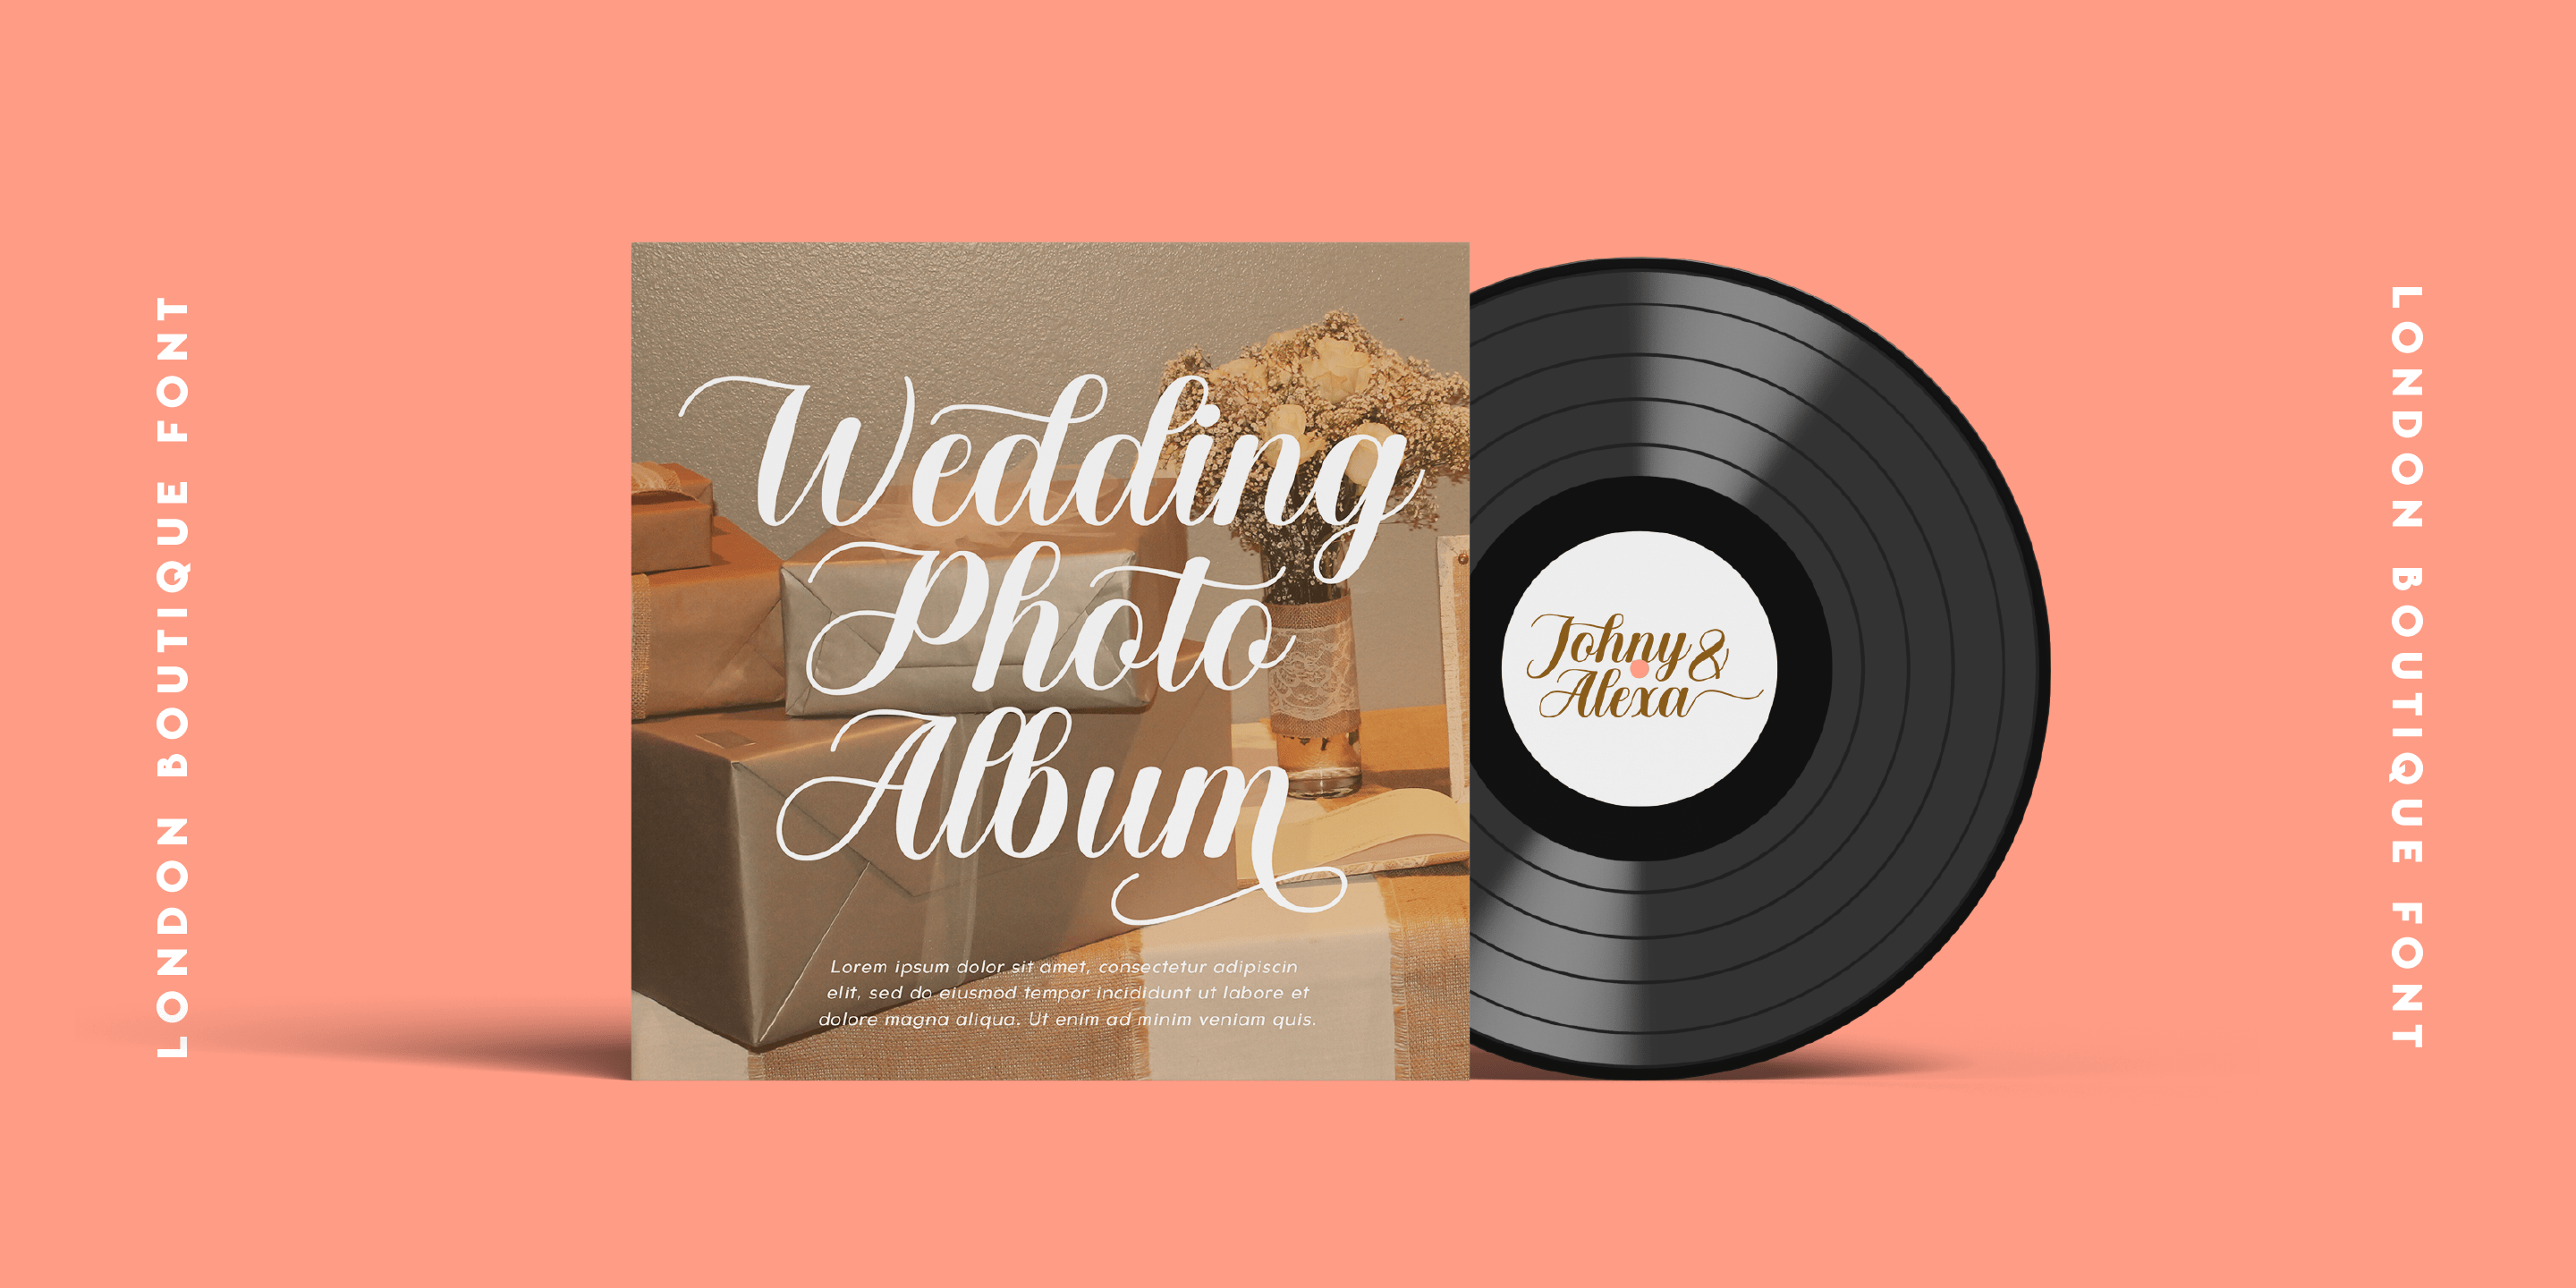 LONDON BOUTIQUE FONT
Wedding
Photo
Album
Lorem ipsum dolor sit amet, consectetur adipiscin
elit, sed do eiusmod tempor incididunt ut labore et
dolore magna aliqua. Ut enim ad minim veniam quis.
Johny &
Alexa
LONDON BOUTIQUE FONT